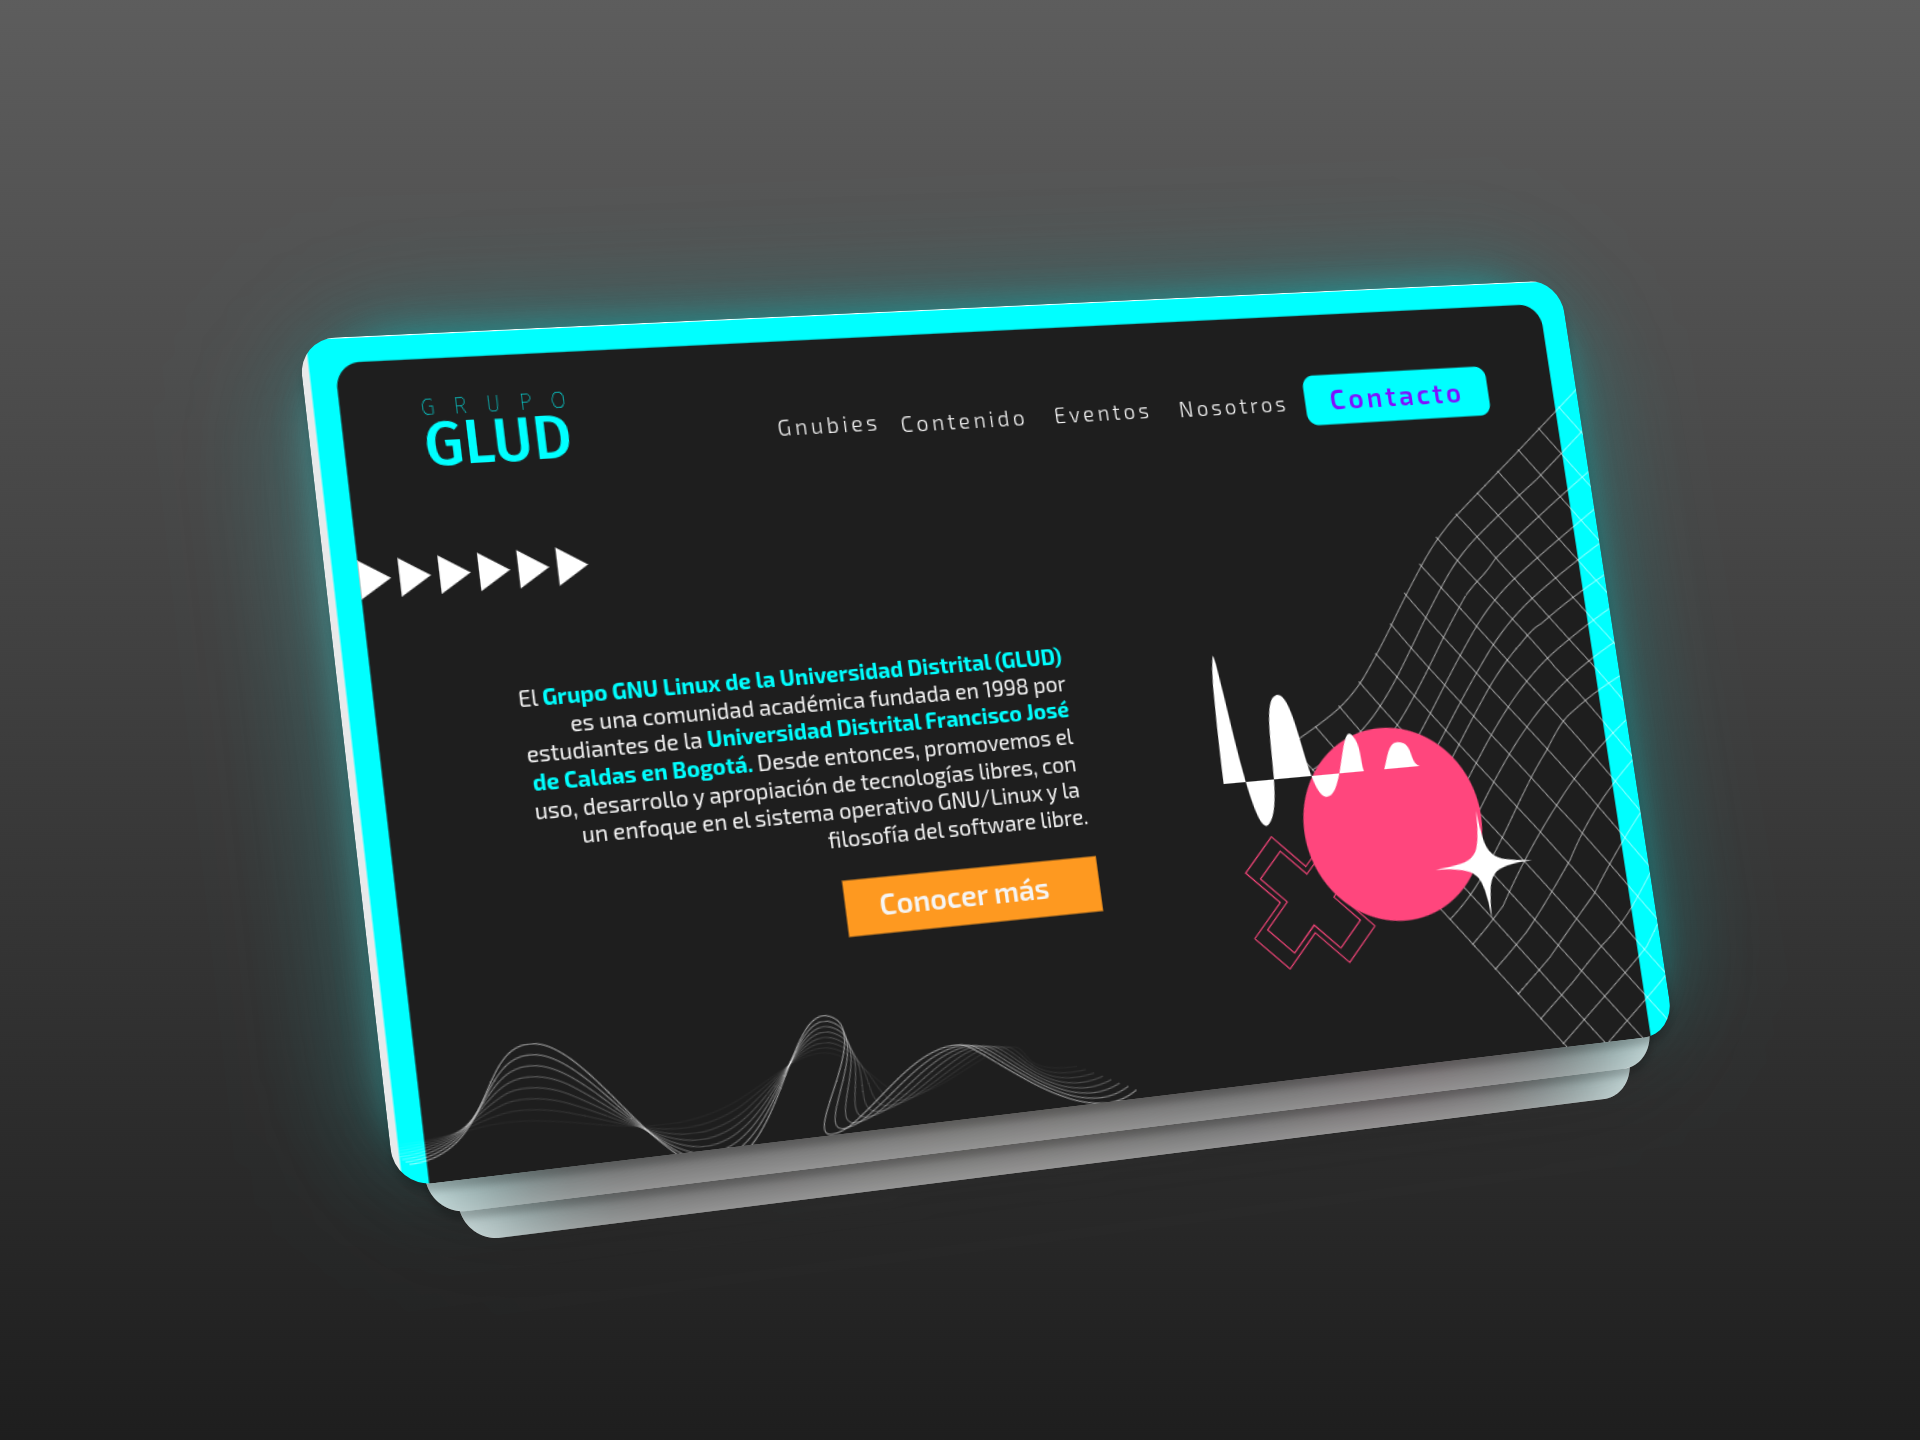 GRUPO
GLUD
Gnubies Contenido Eventos Nosotros Contacto
El Grupo GNU Linux de la Universidad Distrital (GLUD)
es una comunidad académica fundada en 1998 por
estudiantes de la Universidad Distrital Francisco José
de Caldas en Bogotá. Desde entonces, promovemos el
uso, desarrollo y apropiación de tecnologías libres, con
un enfoque en el sistema operativo GNU/Linux y la
filosofía del software libre.
Conocer más